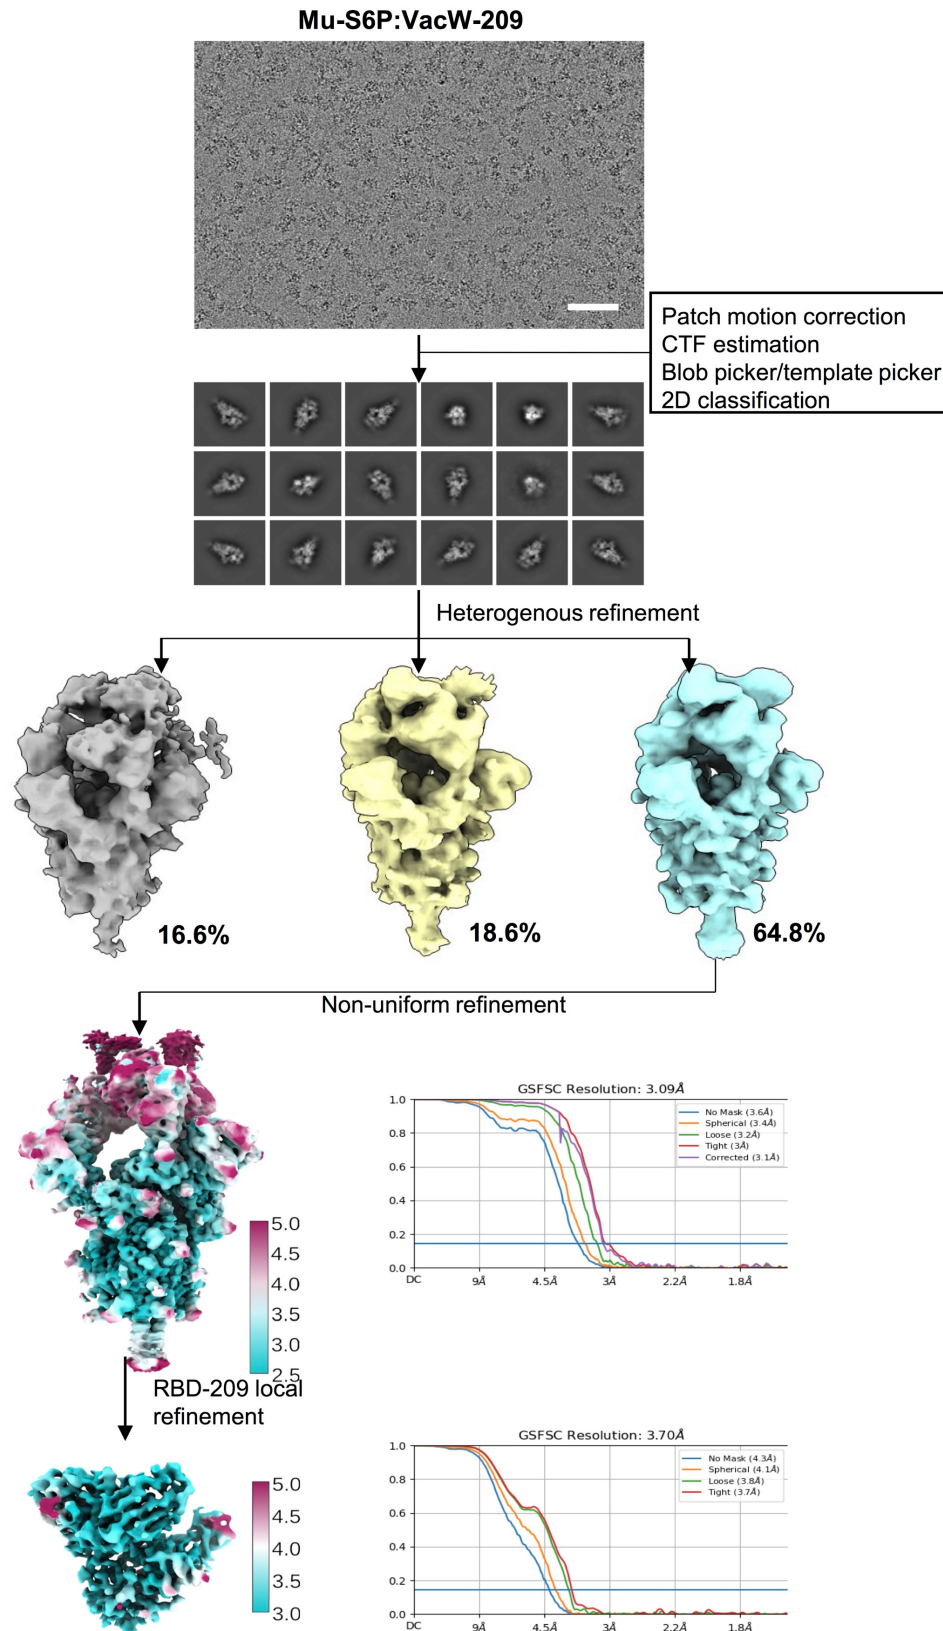 Mu-S6P:VacW-209
Patch motion correction
CTF estimation
Blob picker/template picker
2D classification
Heterogenous refinement
16.6%
18.6%
64.8%
Non-uniform refinement
GSFSC Resolution: 3.09Å
1.0
0.8
0.6
0.4
0.2
0.0
No Mask (3.6Å)
Spherical (3.4Å)
Loose (3.2Å)
Tight (3Å)
Corrected (3.1Å)
DC
9Å
4.5Å
3Å
2.2Å
1.8Å
5.0
4.5
4.0
3.5
3.0
2.5
RBD-209 local
refinement
GSFSC Resolution: 3.70Å
1.0
0.8
0.6
0.4
0.2
0.0
No Mask (4.3Å)
Spherical (4.1Å)
Loose (3.8Å)
Tight (3.7Å)
DC
9Å
4.5Å
3Å
2.2Å
1.8Å
5.0
4.5
4.0
3.5
3.0